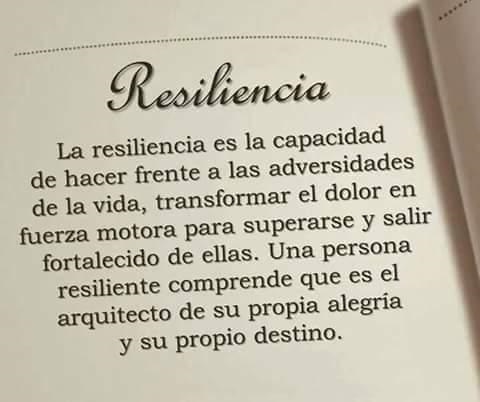 Resiliencia
La resiliencia es la capacidad
de hacer frente a las adversidades
de la vida, transformar el dolor en
fuerza motora para superarse y salir
fortalecido de ellas. Una persona
resiliente comprende que es el
arquitecto de su propia alegría
y su propio destino.